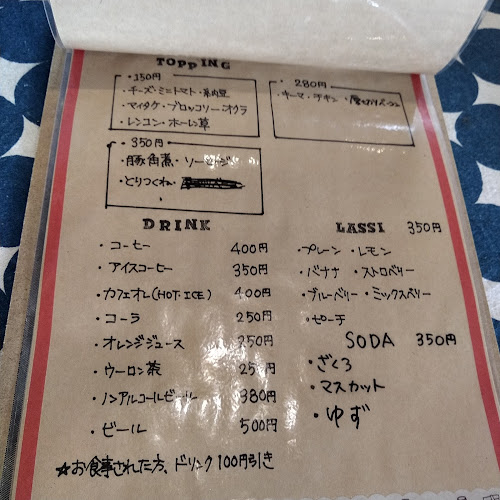 TOPPING
・150円
・チーズ・ミニトマト・納豆
・マイタケ・ブロッコリー・オクラ
・レンコン・ホーレン草
・280円
・キーマ・チキン・厚切りベーコン
・350円
・豚角煮・ソーセージ
・とりつくね・
DRINK
・コーヒー 400円
・アイスコーヒー 350円
・カフェオレ(HOT・ICE) 400円
・コーラ 250円
・オレンジジュース 250円
・ウーロン茶 250円
・ノンアルコールビール 380円
・ビール 500円
☆お食事された方、ドリンク100円引き
LASSI 350円
・プレーン・レモン
・バナナ・ストロベリー
・ブルーベリー・ミックスベリー
・ピーチ
SODA 350円
・ざくろ
・マスカット
・ゆず